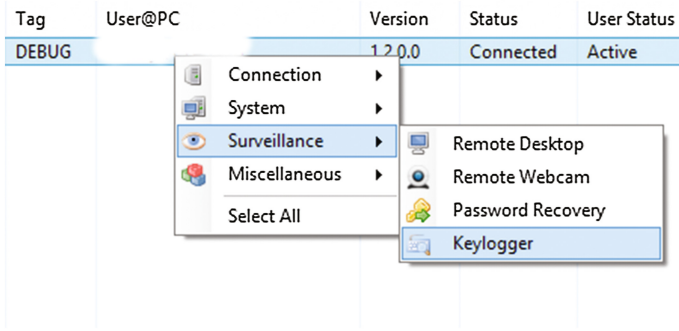 Tag User@PC Version Status User Status
DEBUG 1.2.0.0 Connected Active
Connection
System
Surveillance
Miscellaneous
Select All
Remote Desktop
Remote Webcam
Password Recovery
Keylogger